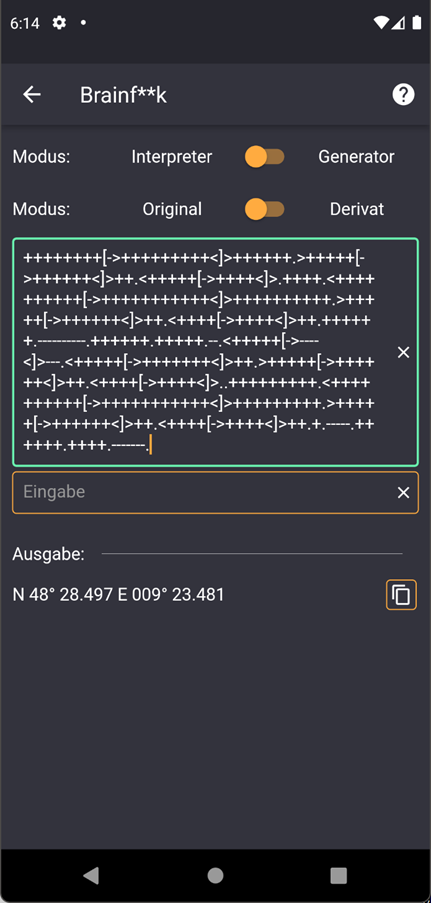 6:14
Brainf**k
Modus: Interpreter Generator
Modus: Original Derivat
++++++++[->+++++++++<]>++++++.>+++++[-
>++++++<]>++.<+++++[->++++<]>.++++.<++++
+++++++[->++++++++++<]>++++++++++.>+++
++[->++++++<]>++.<++++[->++++<]>++.+++++
+.----------.++++++.+++++.--.<+++++[->----
<]>---.<+++++[->+++++++<]>++.>+++++[->++++
++<]>++.<++++[->++++<]>..+++++++++.<++++
+++++++[->++++++++++<]>+++++++++.>++++
+[->++++++<]>++.<++++[->++++<]>++.+.-----.++
++++.++++.-------.
Eingabe
Ausgabe:
N 48° 28.497 E 009° 23.481